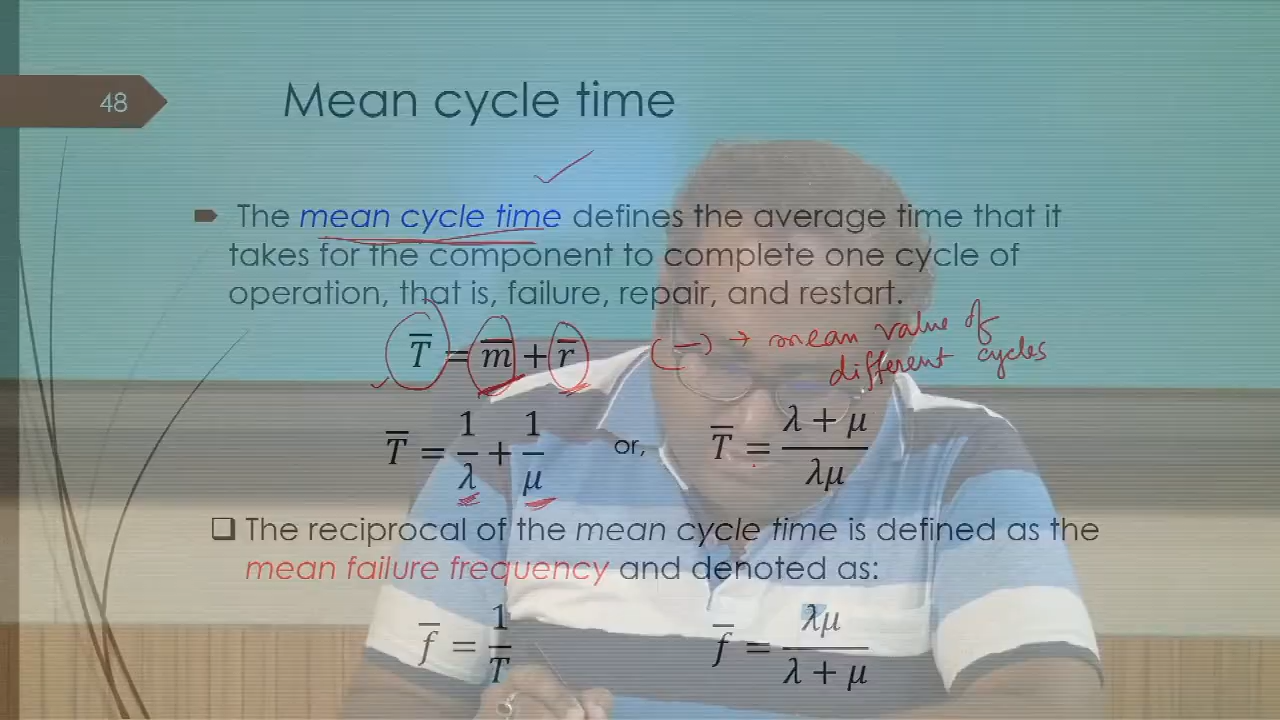 48
Mean cycle time
The mean cycle time defines the average time that it
takes for the component to complete one cycle of
operation, that is, failure, repair, and restart.
T̅ = m̅ + r̅ (—) → mean value of
different cycles
T̅ = 1/λ + 1/μ or, T̅ = (λ + μ)/(λμ)
❑ The reciprocal of the mean cycle time is defined as the
mean failure frequency and denoted as:
f̅ = 1/T̅ f̅ = λμ/(λ + μ)